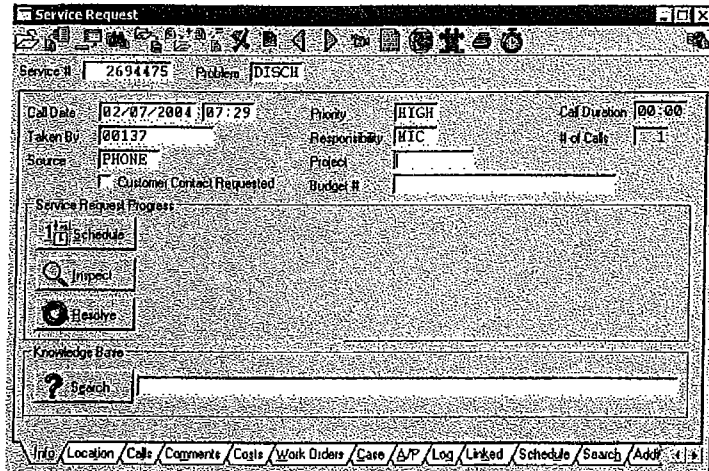 Service Request
Service # 2694475 Problem DISCH
Call Date 02/07/2004 07:29 Priority HIGH Call Duration 00:00
Taken By 00137 Responsibility MIC # of Calls 1
Source PHONE Project
Customer Contact Requested Budget #
Service Request Progress
Schedule
Inspect
Resolve
Knowledge Base
? Search
Info Location Calls Comments Costs Work Orders Case A/P Log Linked Schedule Search Addr